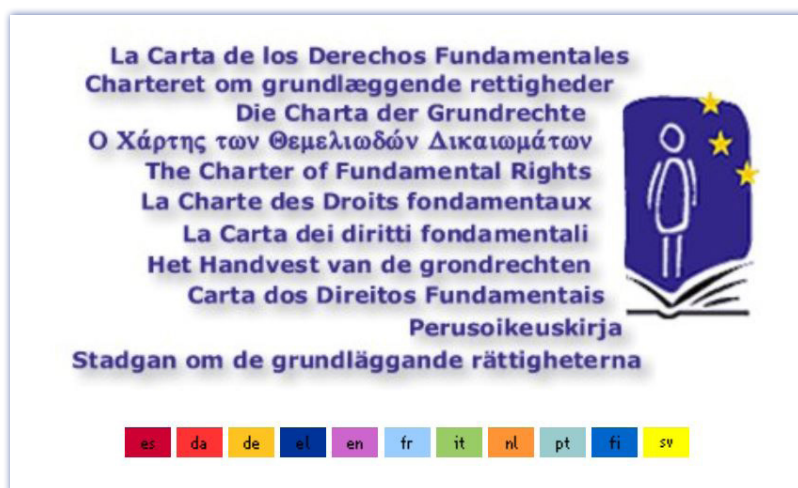 La Carta de los Derechos Fundamentales
Charteret om grundlæggende rettigheder
Die Charta der Grundrechte
Ο Χάρτης των Θεμελιωδών Δικαιωμάτων
The Charter of Fundamental Rights
La Charte des Droits fondamentaux
La Carta dei diritti fondamentali
Het Handvest van de grondrechten
Carta dos Direitos Fundamentais
Perusoikeuskirja
Stadgan om de grundläggande rättigheterna
es da de el en fr it nl pt fi sv